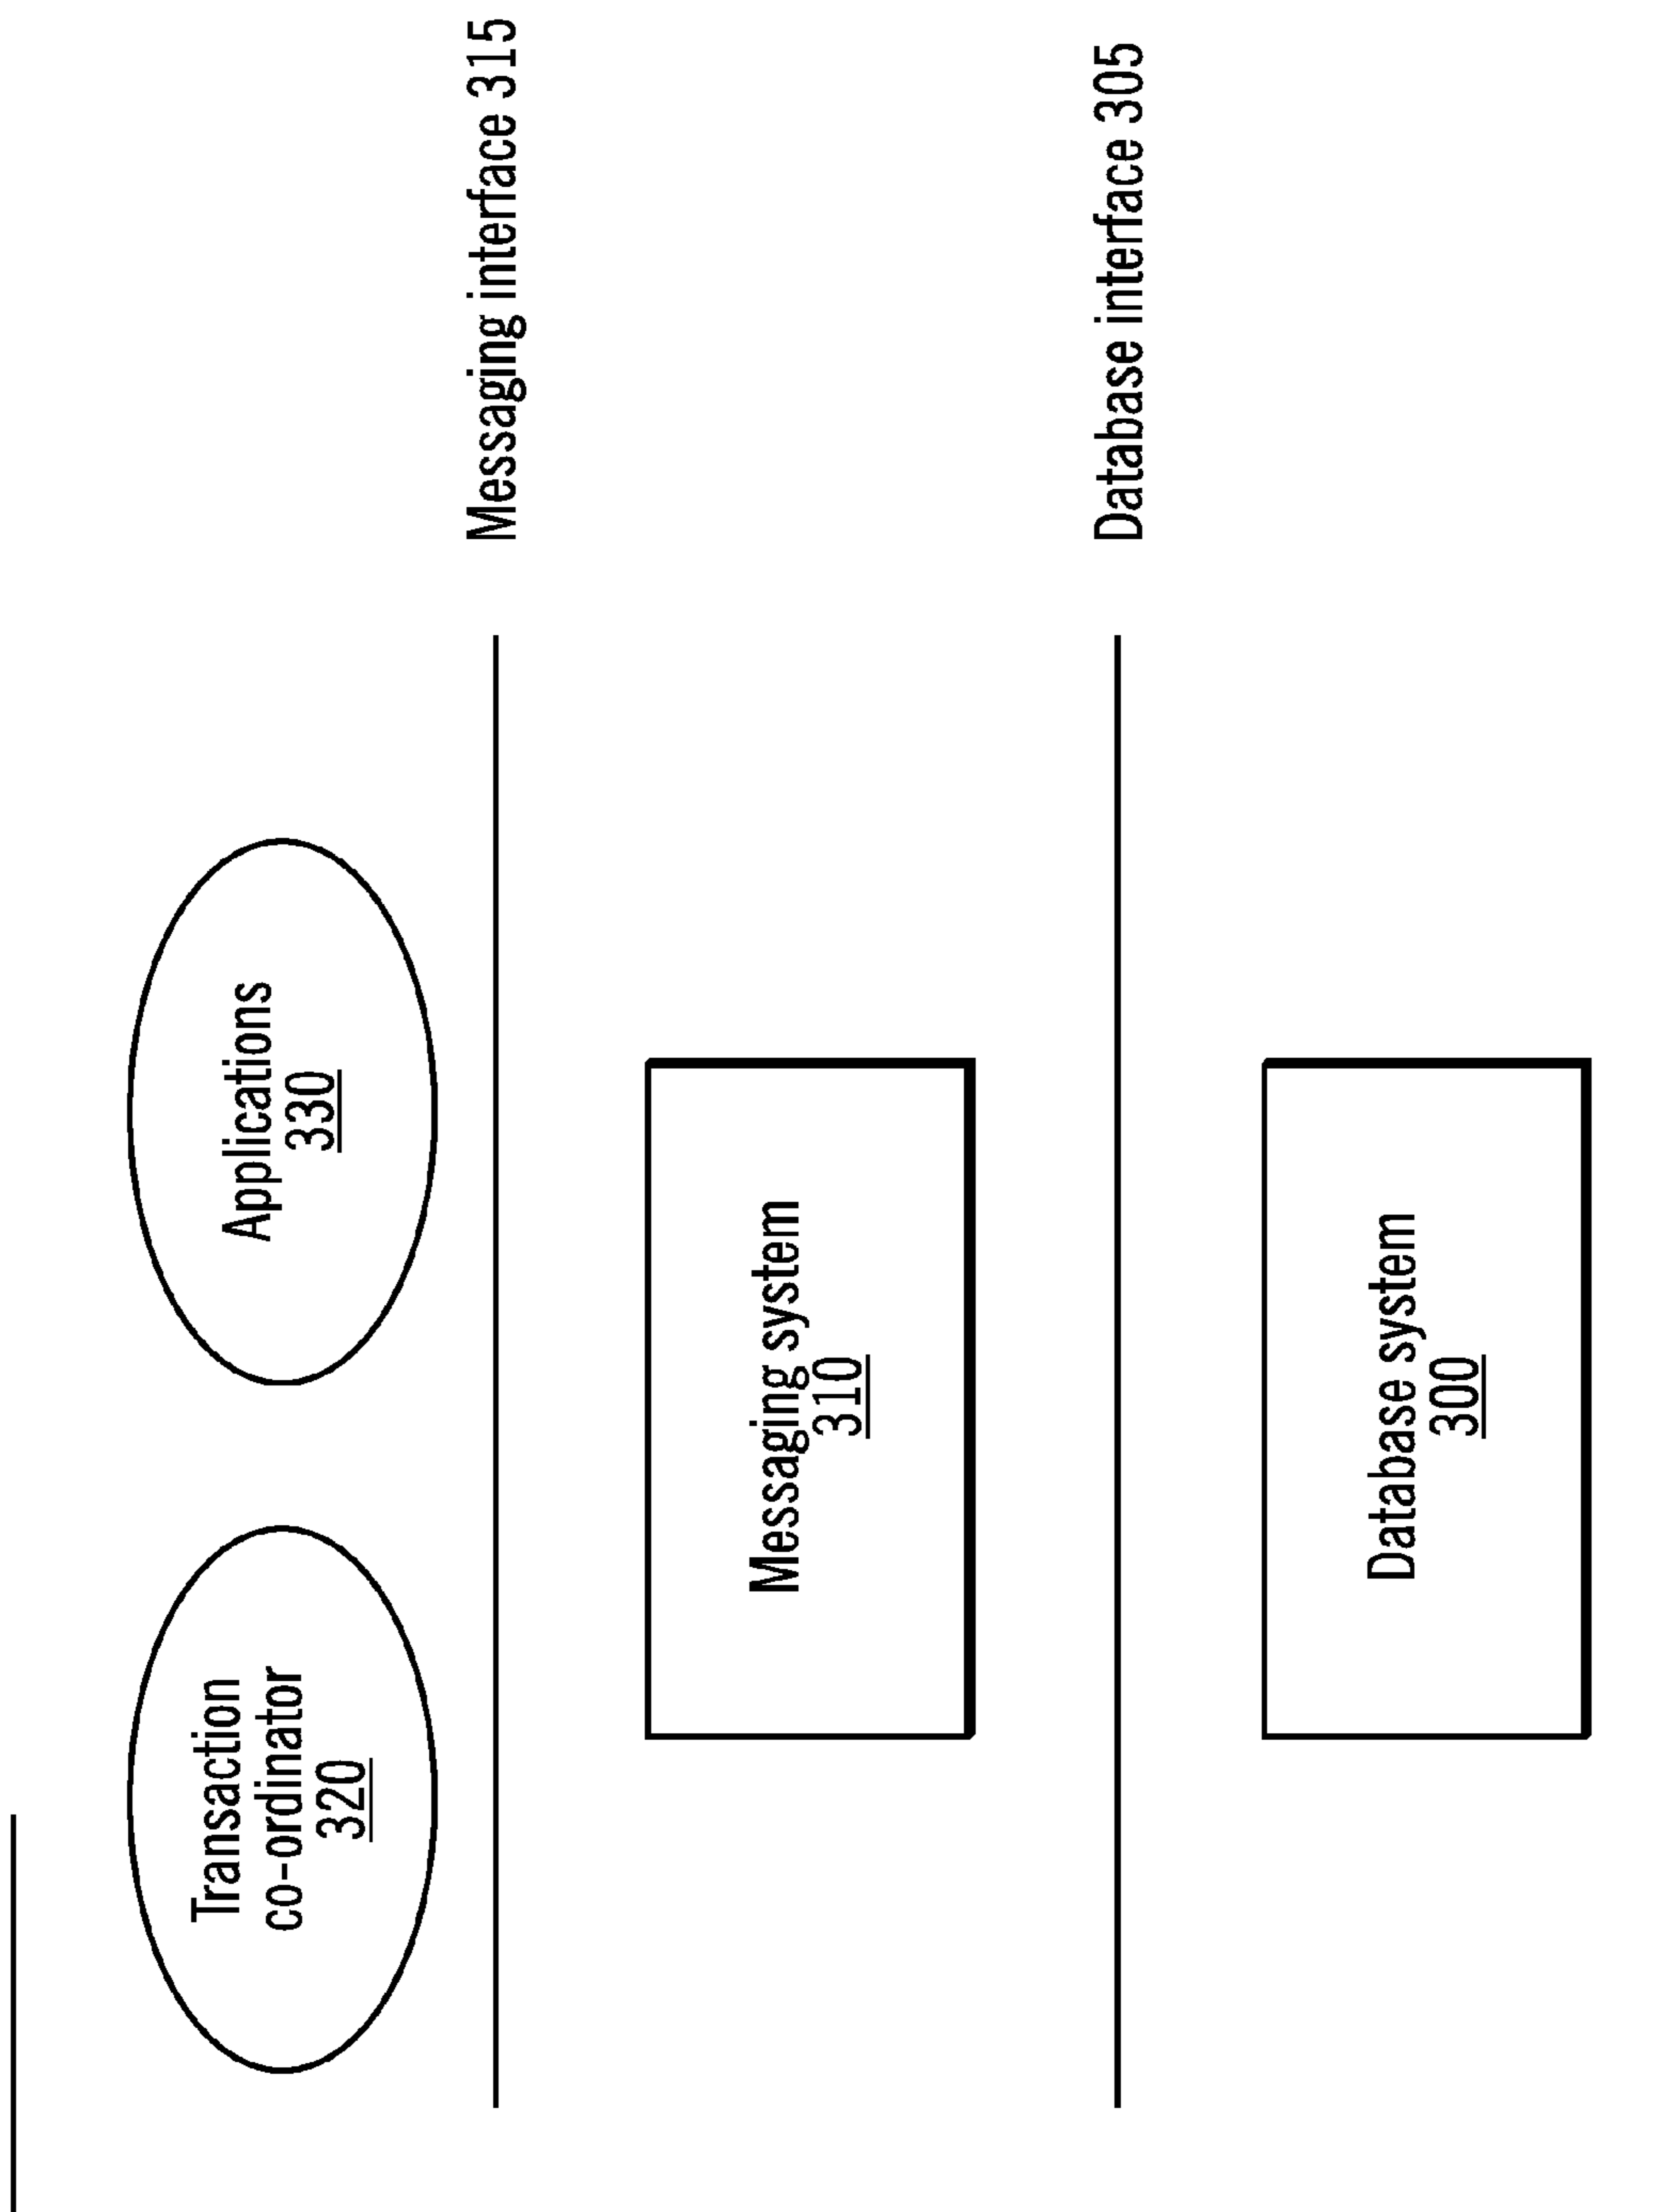 Transaction
co-ordinator
320
Applications
330
Messaging interface 315
Messaging system
310
Database interface 305
Database system
300